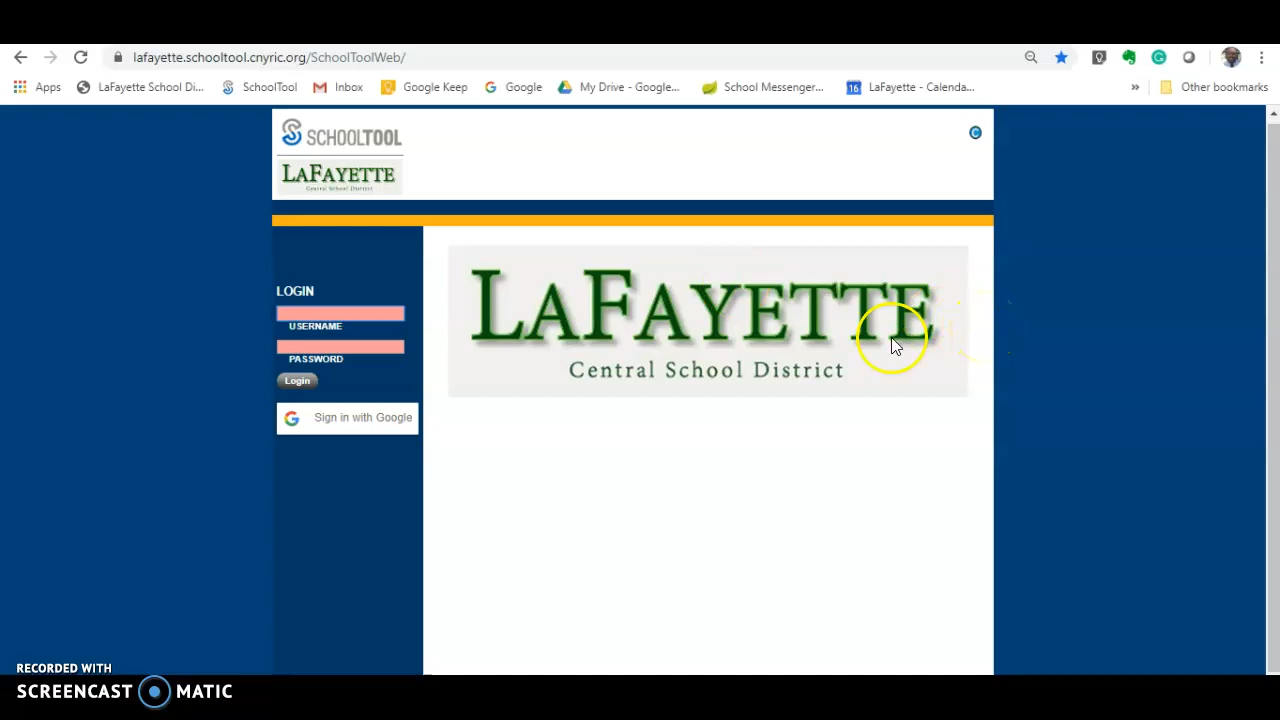 lafayette.schooltool.cnyric.org/SchoolToolWeb/
Apps LaFayette School Di... SchoolTool Inbox Google Keep Google My Drive - Google... School Messenger... 16 LaFayette - Calenda... » Other bookmarks
SCHOOLTOOL
LAFAYETTE
Central School District
LOGIN
USERNAME
PASSWORD
Login
Sign in with Google
LAFAYETTE
Central School District
RECORDED WITH
SCREENCAST MATIC